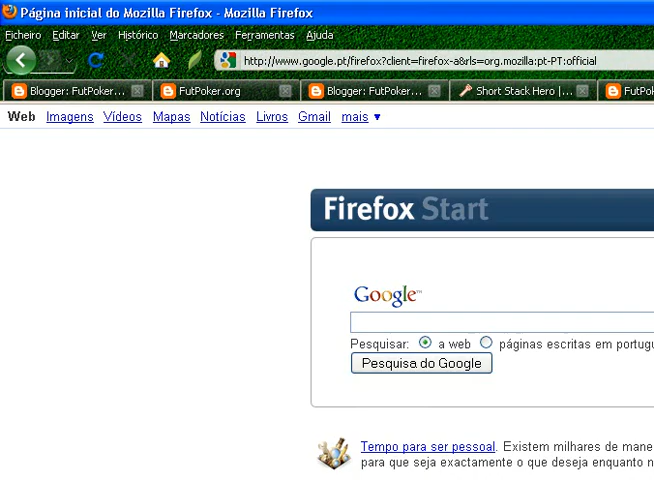 Página inicial do Mozilla Firefox - Mozilla Firefox
Ficheiro Editar Ver Histórico Marcadores Ferramentas Ajuda
http://www.google.pt/firefox?client=firefox-a&rls=org.mozilla:pt-PT:official
Blogger: FutPoker... FutPoker.org Blogger: FutPoker... Short Stack Hero |... FutPo
Web Imagens Vídeos Mapas Notícias Livros Gmail mais ▼
Firefox Start
Google™
Pesquisar: a web páginas escritas em portugu
Pesquisa do Google
Tempo para ser pessoal. Existem milhares de mane
para que seja exactamente o que deseja enquanto n